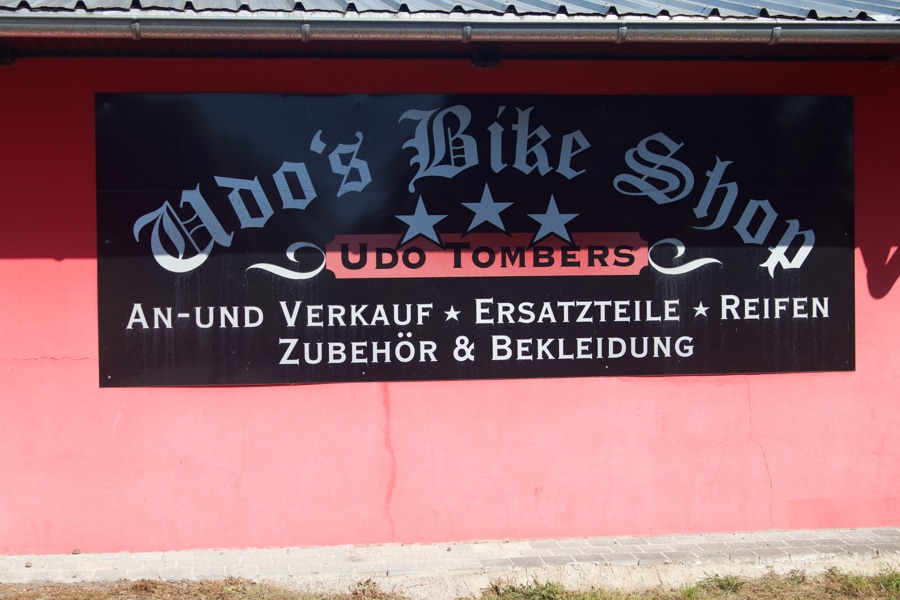 Udo's Bike Shop
UDO TOMBERS
AN-UND VERKAUF ★ ERSATZTEILE ★ REIFEN
ZUBEHÖR & BEKLEIDUNG